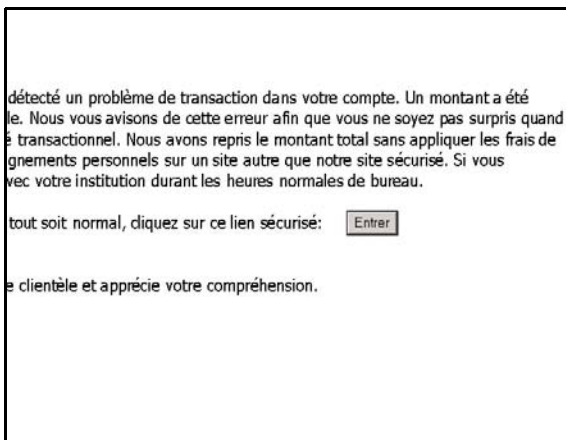 détecté un problème de transaction dans votre compte. Un montant a été
le. Nous vous avisons de cette erreur afin que vous ne soyez pas surpris quand
é transactionnel. Nous avons repris le montant total sans appliquer les frais de
gnements personnels sur un site autre que notre site sécurisé. Si vous
vec votre institution durant les heures normales de bureau.
tout soit normal, cliquez sur ce lien sécurisé: Entrer
e clientèle et apprécie votre compréhension.